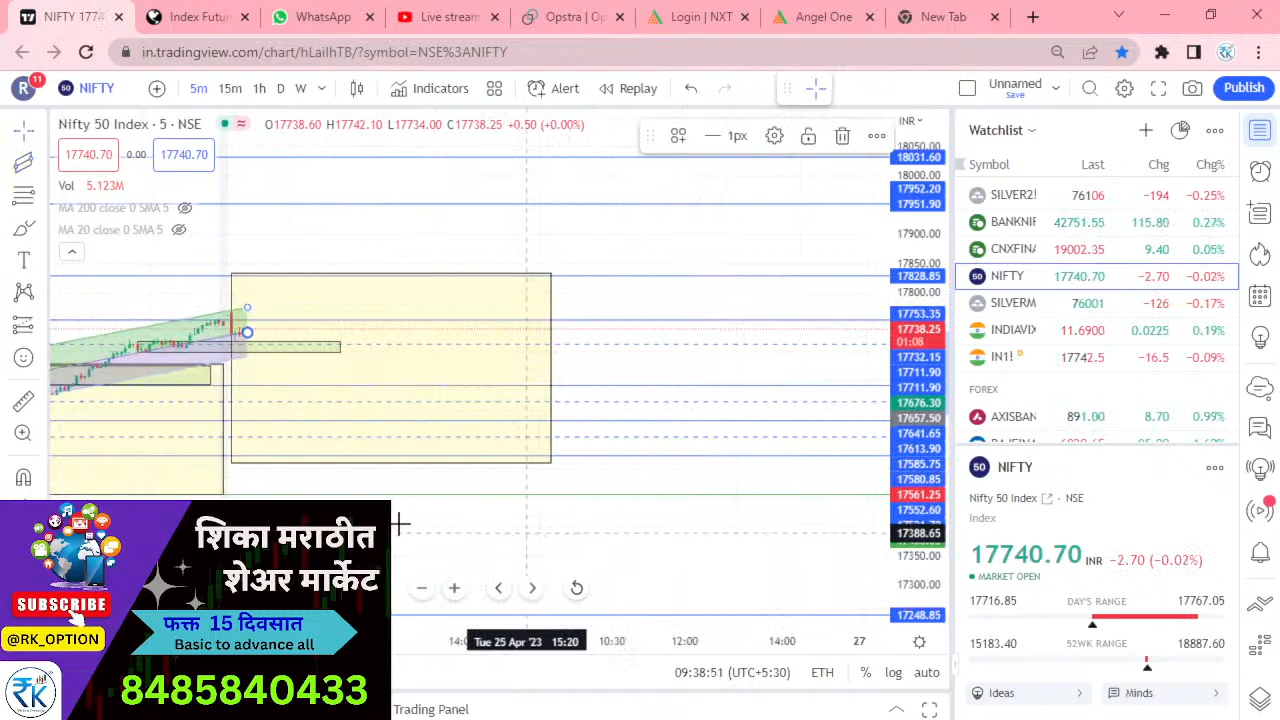 NIFTY 1774
Index Futur
WhatsApp
Live stream
Opstra | Op
Login | NXT
Angel One
New Tab
in.tradingview.com/chart/hLailhTB/?symbol=NSE%3ANIFTY
R 11
50 NIFTY
5m 15m 1h D W
Indicators
Alert
Replay
Unnamed
Save
Publish
Nifty 50 Index · 5 · NSE
O17738.60 H17742.10 L17734.00 C17738.25 +0.50 (+0.00%)
1px
INR
17740.70 0.00 17740.70
Vol 5.123M
MA 200 close 0 SMA 5
MA 20 close 0 SMA 5
18050.00
18031.60
18000.00
17952.20
17951.90
17900.00
17850.00
17828.85
17800.00
17753.35
17738.25
01:08
17732.15
17711.90
17711.90
17676.30
17657.50
17641.65
17613.90
17585.75
17580.85
17561.25
17552.60
17388.65
17350.00
17300.00
17248.85
Tue 25 Apr '23 15:20
10:30
12:00
14:00
27
09:38:51 (UTC+5:30)
ETH
%
log
auto
Trading Panel
Watchlist
Symbol Last Chg Chg%
SILVER2! 76106 −194 −0.25%
BANKNIF 42751.55 115.80 0.27%
CNXFINA 19002.35 9.40 0.05%
50 NIFTY 17740.70 −2.70 −0.02%
SILVERM 76001 −126 −0.17%
INDIAVIX 11.6900 0.0225 0.19%
IN1! D 17742.5 −16.5 −0.09%
FOREX
AXISBAN 891.00 8.70 0.99%
50 NIFTY
Nifty 50 Index · NSE
Index
17740.70 INR −2.70 (−0.02%)
MARKET OPEN
17716.85 DAY'S RANGE 17767.05
15183.40 52WK RANGE 18887.60
Ideas
Minds
शिका मराठीत
शेअर मार्केट
SUBSCRIBE
@RK_OPTION
फक्त 15 दिवसात
Basic to advance all
8485840433